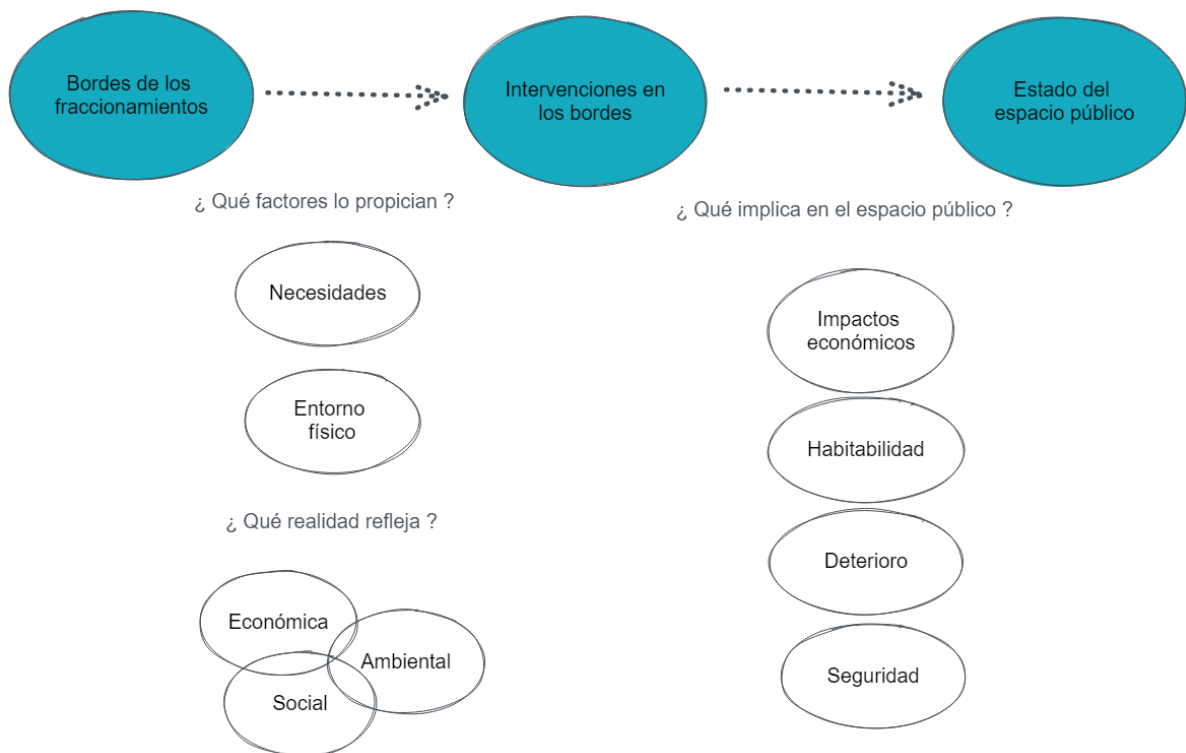 Bordes de los
fraccionamientos
Intervenciones en
los bordes
Estado del
espacio público
¿ Qué factores lo propician ?
¿ Qué implica en el espacio público ?
Necesidades
Entorno
físico
¿ Qué realidad refleja ?
Económica
Ambiental
Social
Impactos
económicos
Habitabilidad
Deterioro
Seguridad